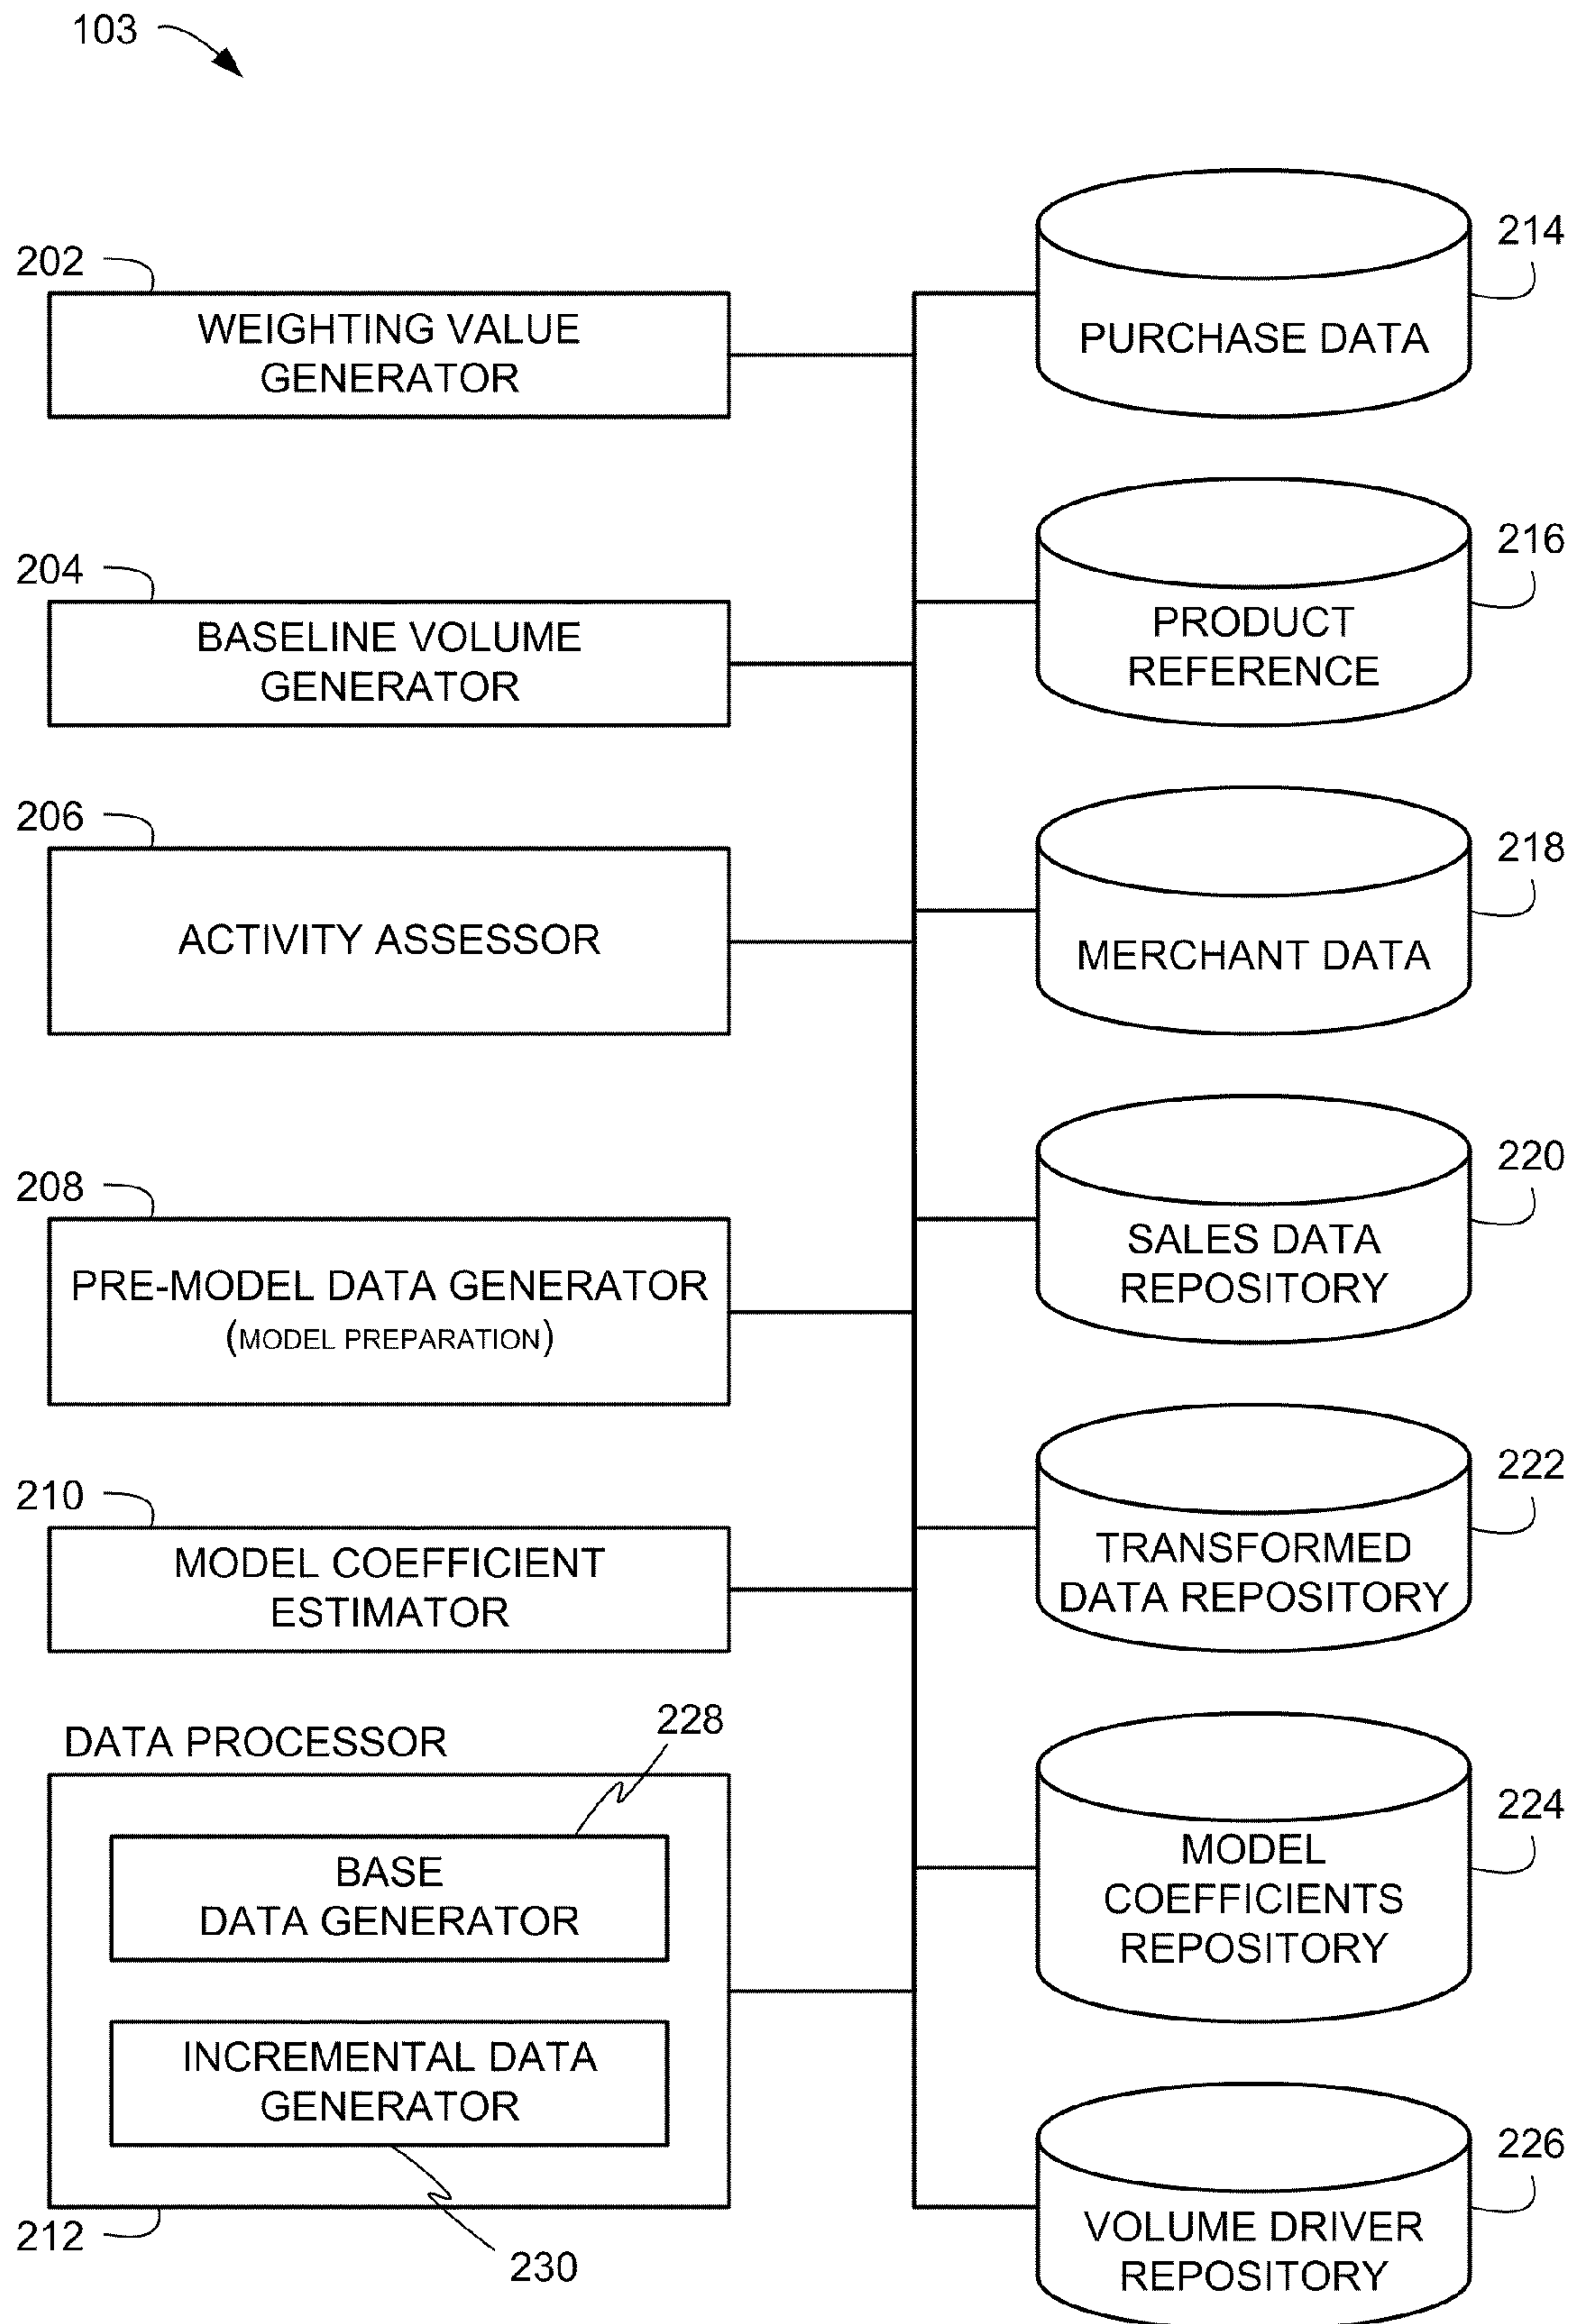 103
202
WEIGHTING VALUE
GENERATOR
204
BASELINE VOLUME
GENERATOR
206
ACTIVITY ASSESSOR
208
PRE-MODEL DATA GENERATOR
(MODEL PREPARATION)
210
MODEL COEFFICIENT
ESTIMATOR
DATA PROCESSOR
228
BASE
DATA GENERATOR
INCREMENTAL DATA
GENERATOR
212
230
214
PURCHASE DATA
216
PRODUCT
REFERENCE
218
MERCHANT DATA
220
SALES DATA
REPOSITORY
222
TRANSFORMED
DATA REPOSITORY
224
MODEL
COEFFICIENTS
REPOSITORY
226
VOLUME DRIVER
REPOSITORY